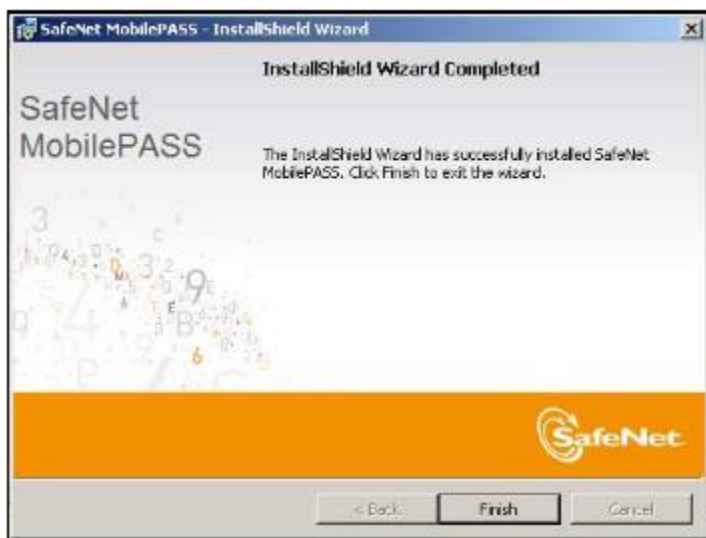 SafeNet MobilePASS - InstallShield Wizard
InstallShield Wizard Completed
SafeNet
MobilePASS
The InstallShield Wizard has successfully installed SafeNet
MobilePASS. Click Finish to exit the wizard.
SafeNet
< Back
Finish
Cancel